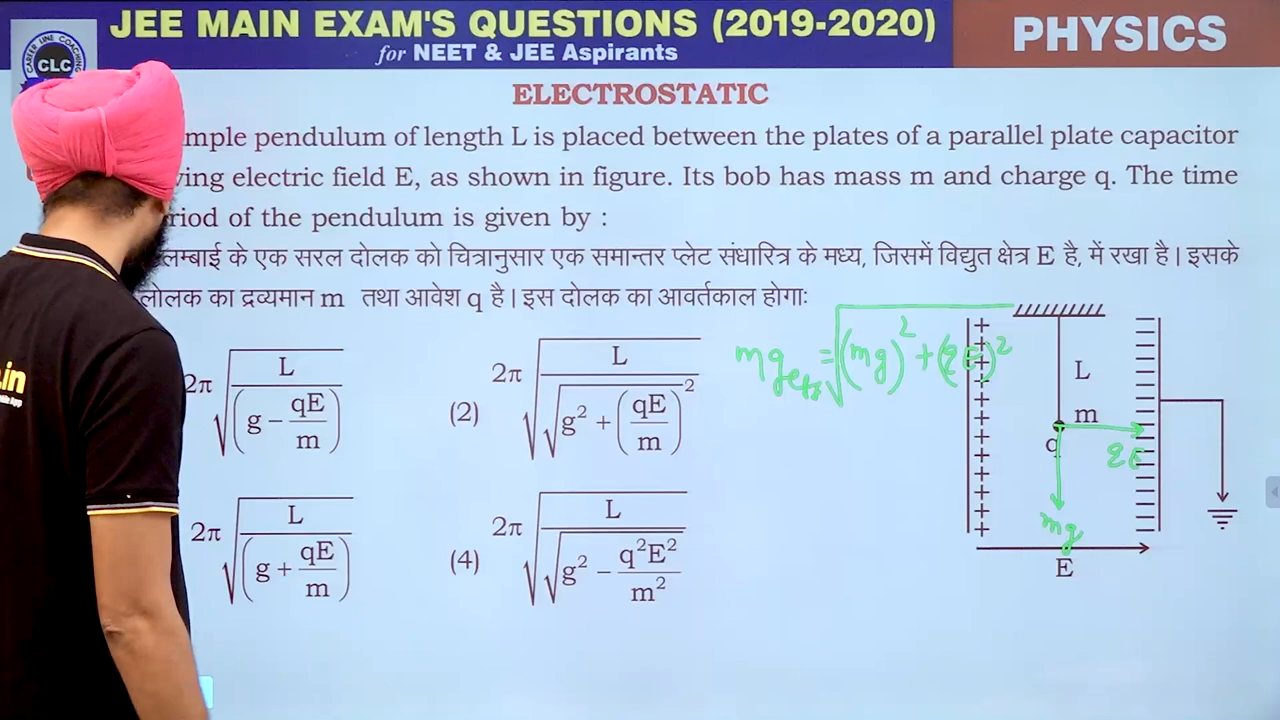 JEE MAIN EXAM'S QUESTIONS (2019-2020)
for NEET & JEE Aspirants
PHYSICS
CLC
ELECTROSTATIC
mple pendulum of length L is placed between the plates of a parallel plate capacitor
ving electric field E, as shown in figure. Its bob has mass m and charge q. The time
riod of the pendulum is given by :
लम्बाई के एक सरल दोलक को चित्रानुसार एक समान्तर प्लेट संधारित्र के मध्य, जिसमें विद्युत क्षेत्र E है, में रखा है। इसके
लोलक का द्रव्यमान m तथा आवेश q है। इस दोलक का आवर्तकाल होगाः
2π√(L/(g − qE/m))
(2) 2π√(L/√(g² + (qE/m)²))
mg_eff = √((mg)² + (qE)²)
2π√(L/(g + qE/m))
(4) 2π√(L/√(g² − q²E²/m²))
L
m
q
qE
mg
E
.in